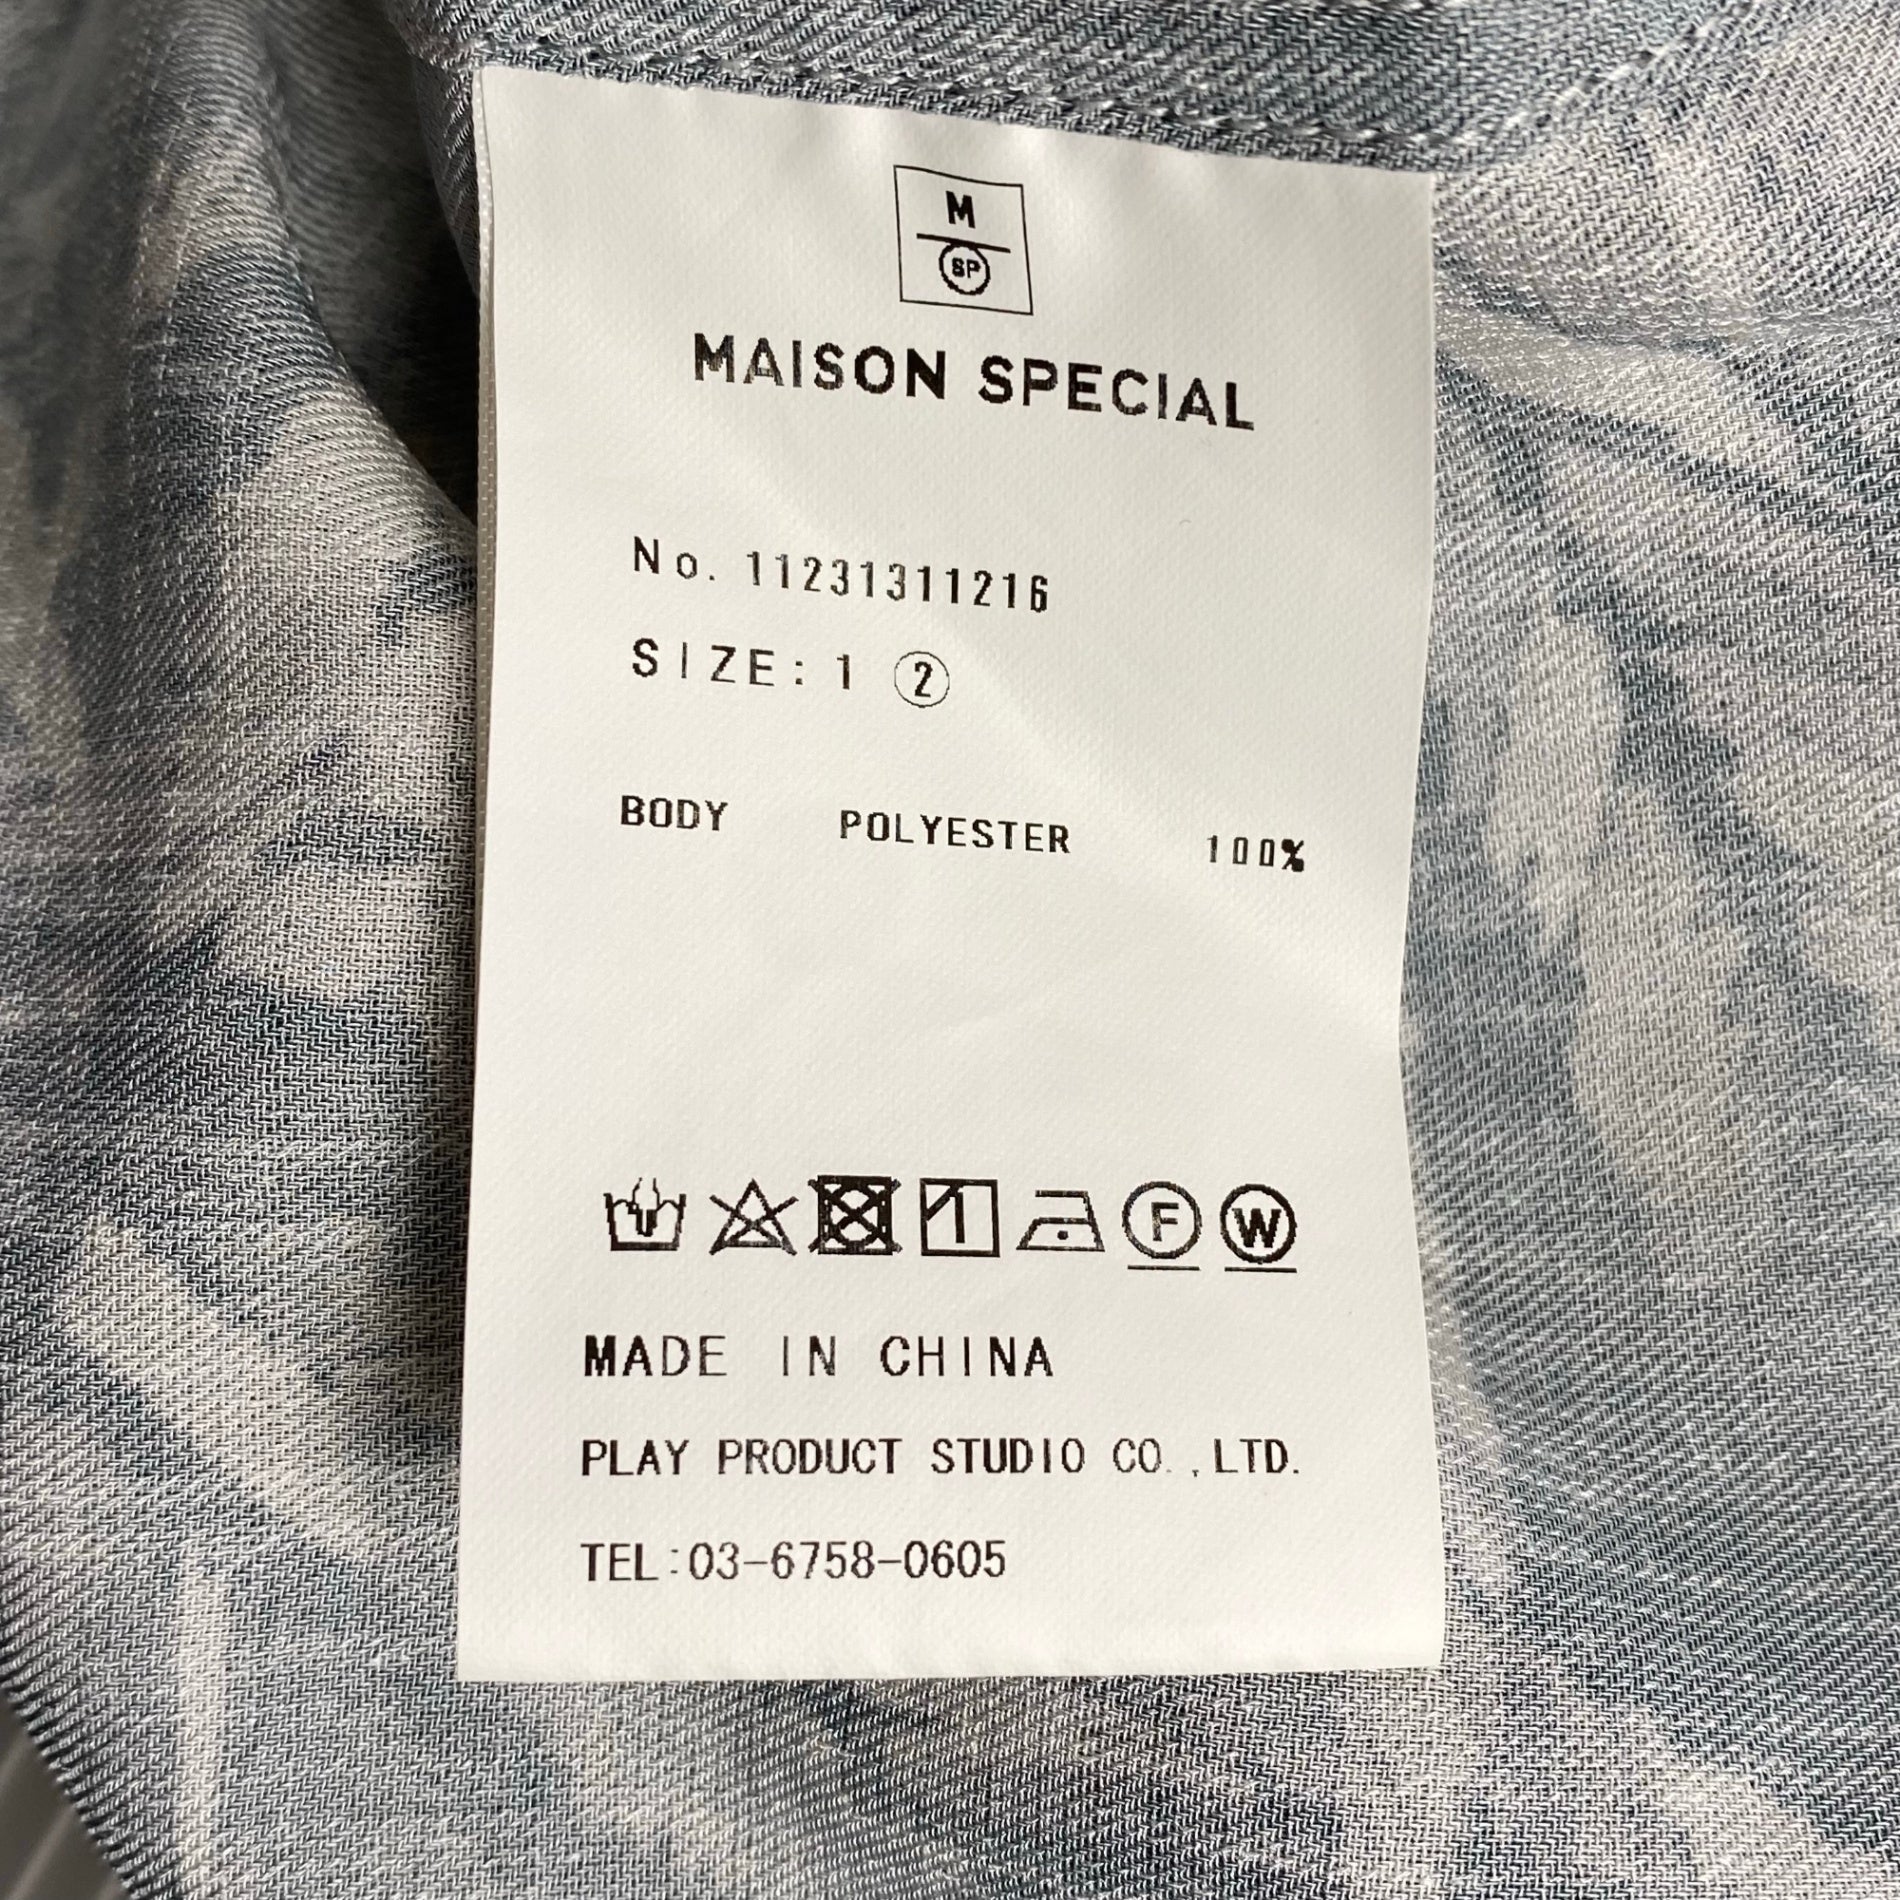 M
SP
MAISON SPECIAL
No. 11231311216
SIZE: 1 ②
BODY POLYESTER 100%
1 F W
MADE IN CHINA
PLAY PRODUCT STUDIO CO.,LTD.
TEL:03-6758-0605